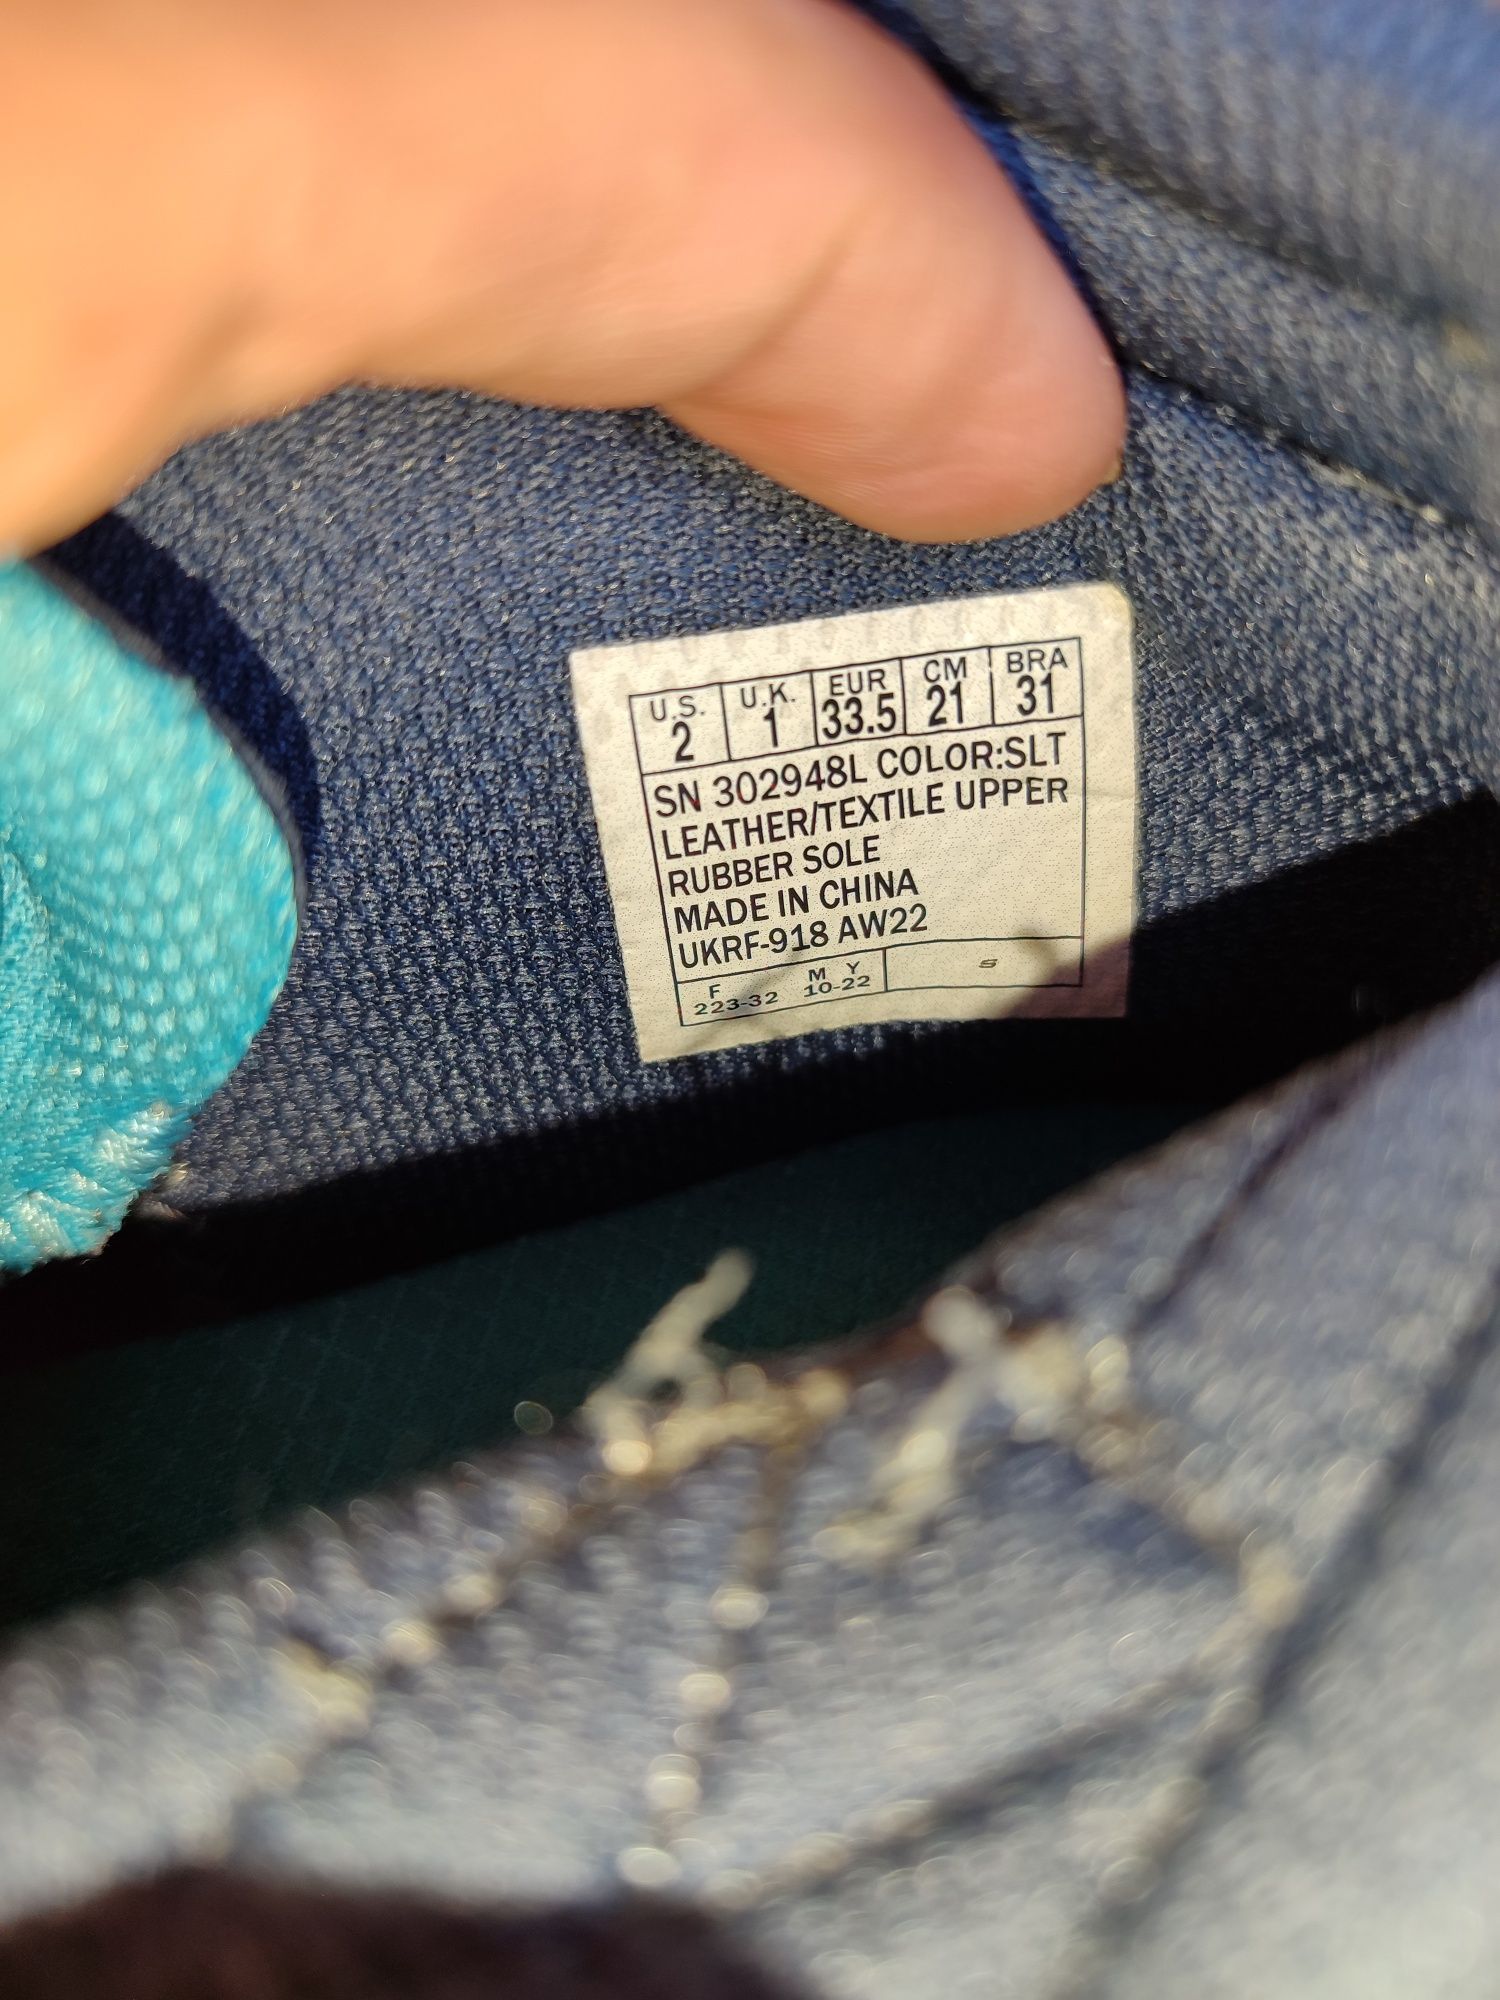 U.S. U.K. EUR CM BRA
2 1 33.5 21 31
SN 302948L COLOR:SLT
LEATHER/TEXTILE UPPER
RUBBER SOLE
MADE IN CHINA
UKRF-918 AW22
F M Y
223-32 10-22 S